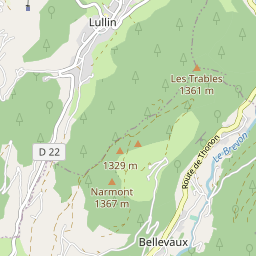 Lullin
Les Trables
1361 m
D 22
1329 m
Narmont
1367 m
Route de Thonon
Le Brevon
Bellevaux